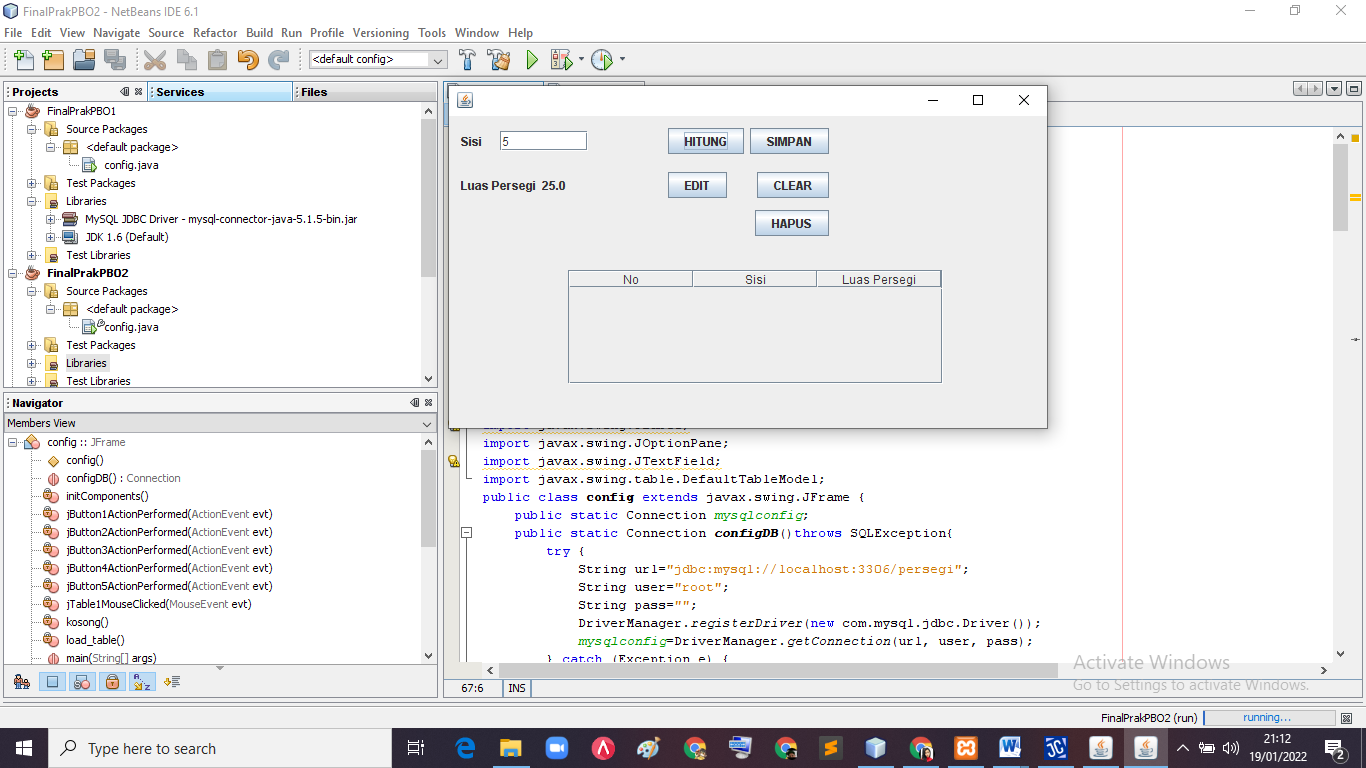 FinalPrakPBO2 - NetBeans IDE 6.1
File Edit View Navigate Source Refactor Build Run Profile Versioning Tools Window Help
<default config>
Projects
Services
Files
FinalPrakPBO1
Source Packages
<default package>
config.java
Test Packages
Libraries
MySQL JDBC Driver - mysql-connector-java-5.1.5-bin.jar
JDK 1.6 (Default)
Test Libraries
FinalPrakPBO2
Source Packages
<default package>
config.java
Test Packages
Libraries
Test Libraries
Navigator
Members View
config :: JFrame
config()
configDB() : Connection
initComponents()
jButton1ActionPerformed(ActionEvent evt)
jButton2ActionPerformed(ActionEvent evt)
jButton3ActionPerformed(ActionEvent evt)
jButton4ActionPerformed(ActionEvent evt)
jButton5ActionPerformed(ActionEvent evt)
jTable1MouseClicked(MouseEvent evt)
kosong()
load_table()
main(String[] args)
Sisi 5 HITUNG SIMPAN
Luas Persegi 25.0 EDIT CLEAR
HAPUS
No Sisi Luas Persegi
import javax.swing.JOptionPane;
import javax.swing.JTextField;
import javax.swing.table.DefaultTableModel;
public class config extends javax.swing.JFrame {
public static Connection mysqlconfig;
public static Connection configDB()throws SQLException{
try {
String url="jdbc:mysql://localhost:3306/persegi";
String user="root";
String pass="";
DriverManager.registerDriver(new com.mysql.jdbc.Driver());
mysqlconfig=DriverManager.getConnection(url, user, pass);
} catch (Exception e) {
Activate Windows
Go to Settings to activate Windows.
67:6 INS
FinalPrakPBO2 (run) running...
Type here to search
21:12
19/01/2022
2